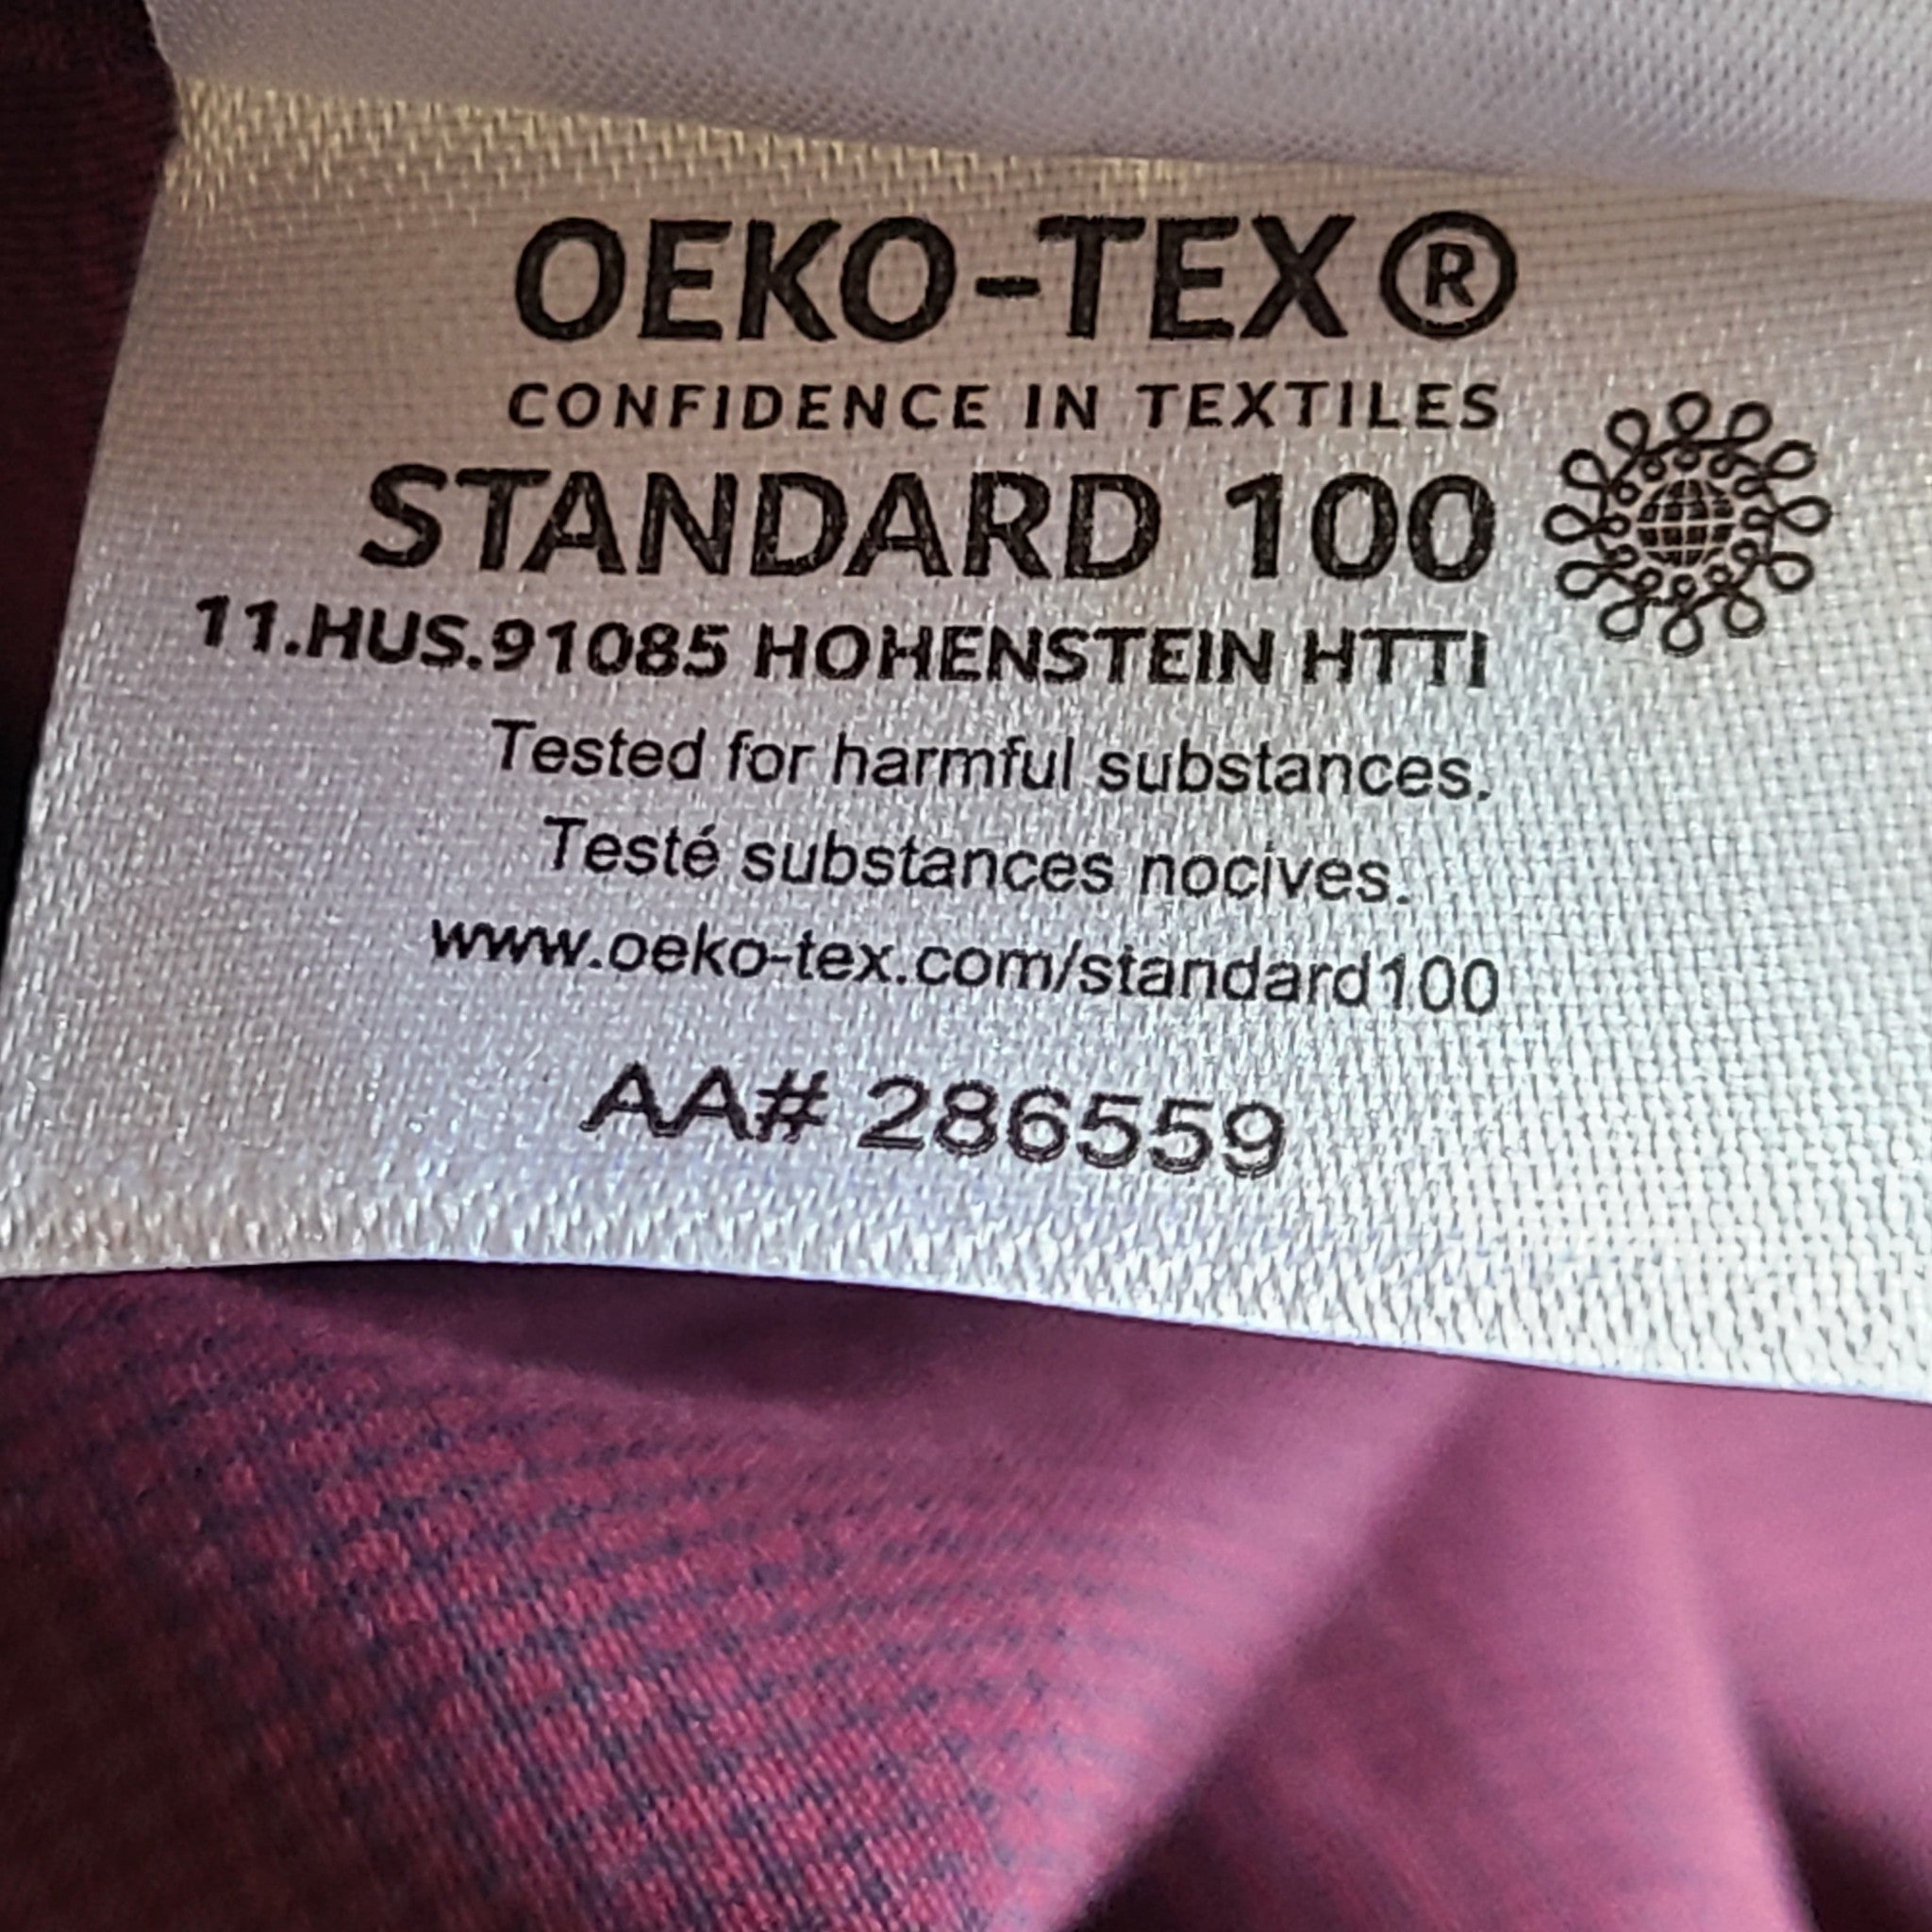 OEKO-TEX®
CONFIDENCE IN TEXTILES
STANDARD 100
11.HUS.91085 HOHENSTEIN HTTI
Tested for harmful substances.
Testé substances nocives.
www.oeko-tex.com/standard100
AA# 286559